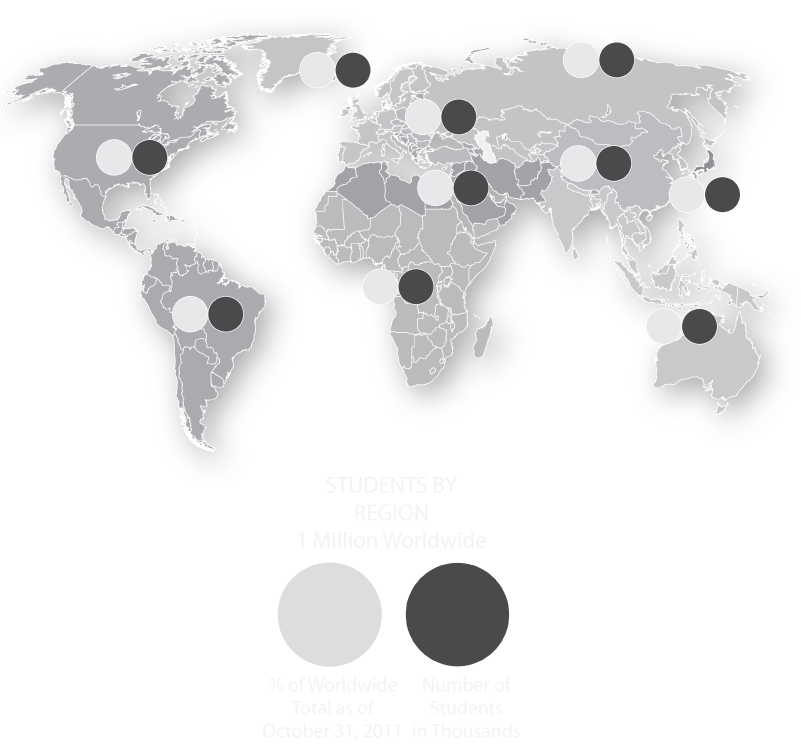 STUDENTS BY
REGION
1 Million Worldwide
% of Worldwide
Total as of
October 31, 2011
Number of
Students
in Thousands